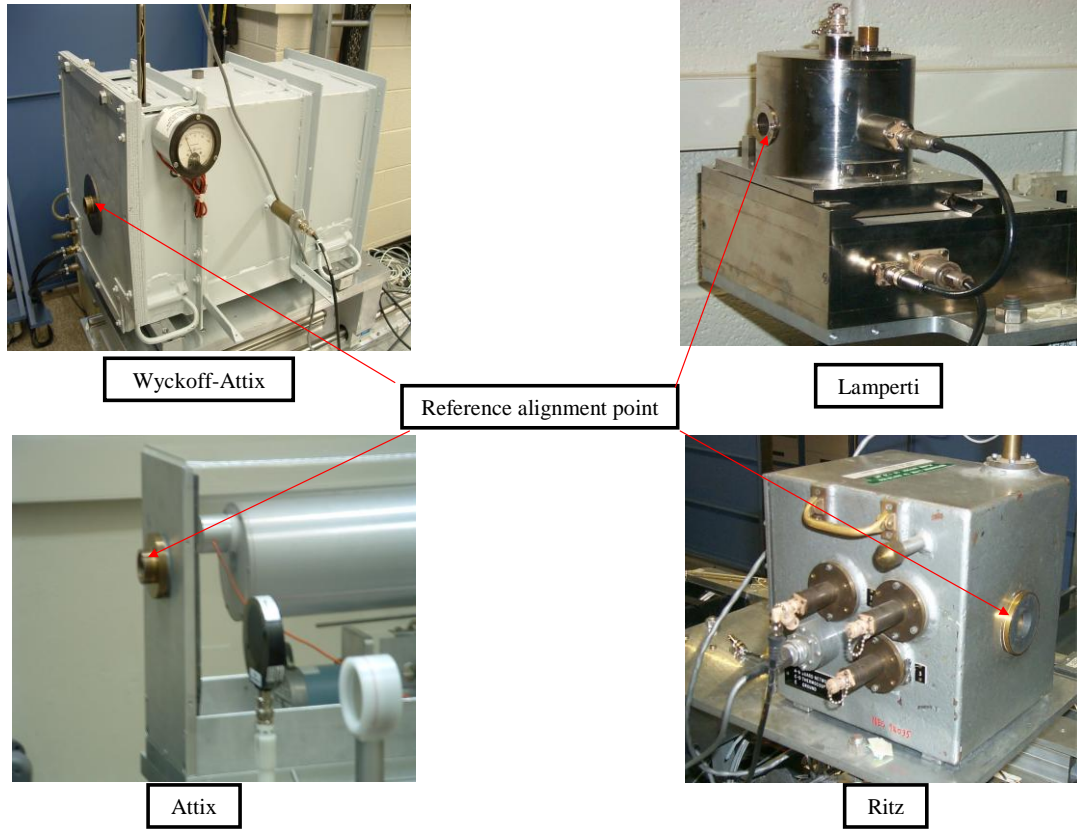 Wyckoff-Attix
Lamperti
Reference alignment point
Attix
Ritz